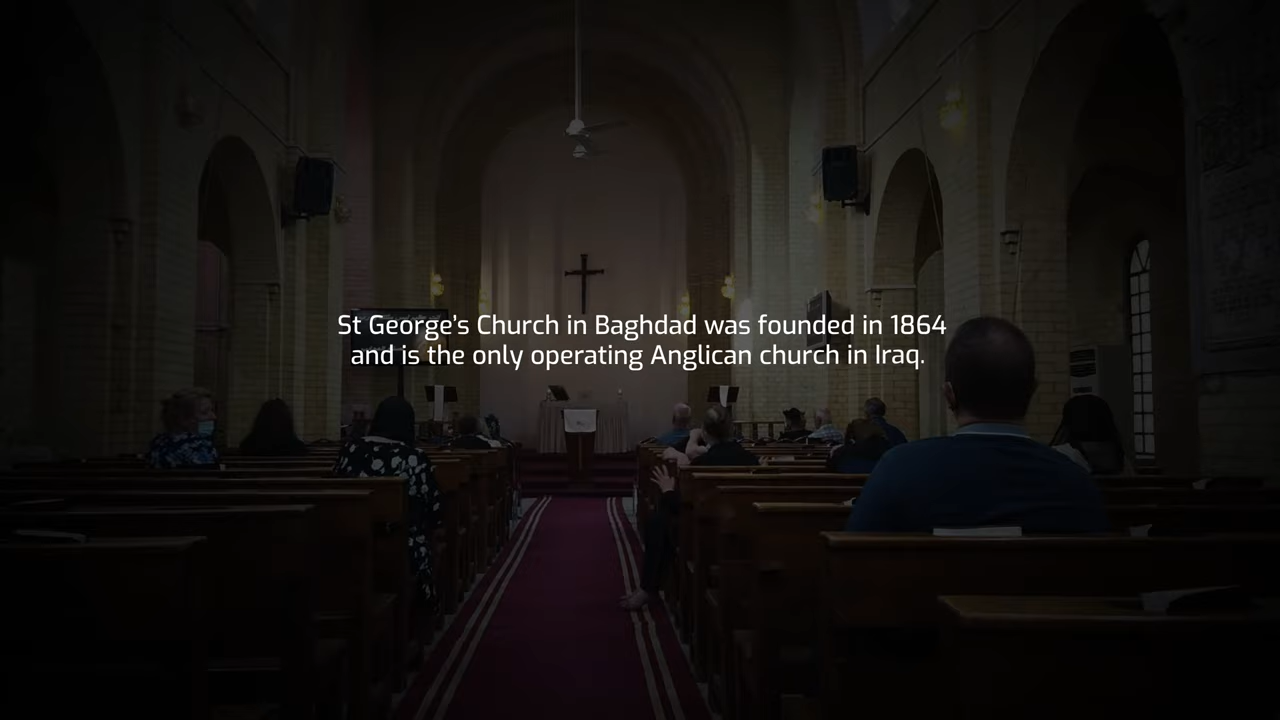 St George’s Church in Baghdad was founded in 1864
and is the only operating Anglican church in Iraq.